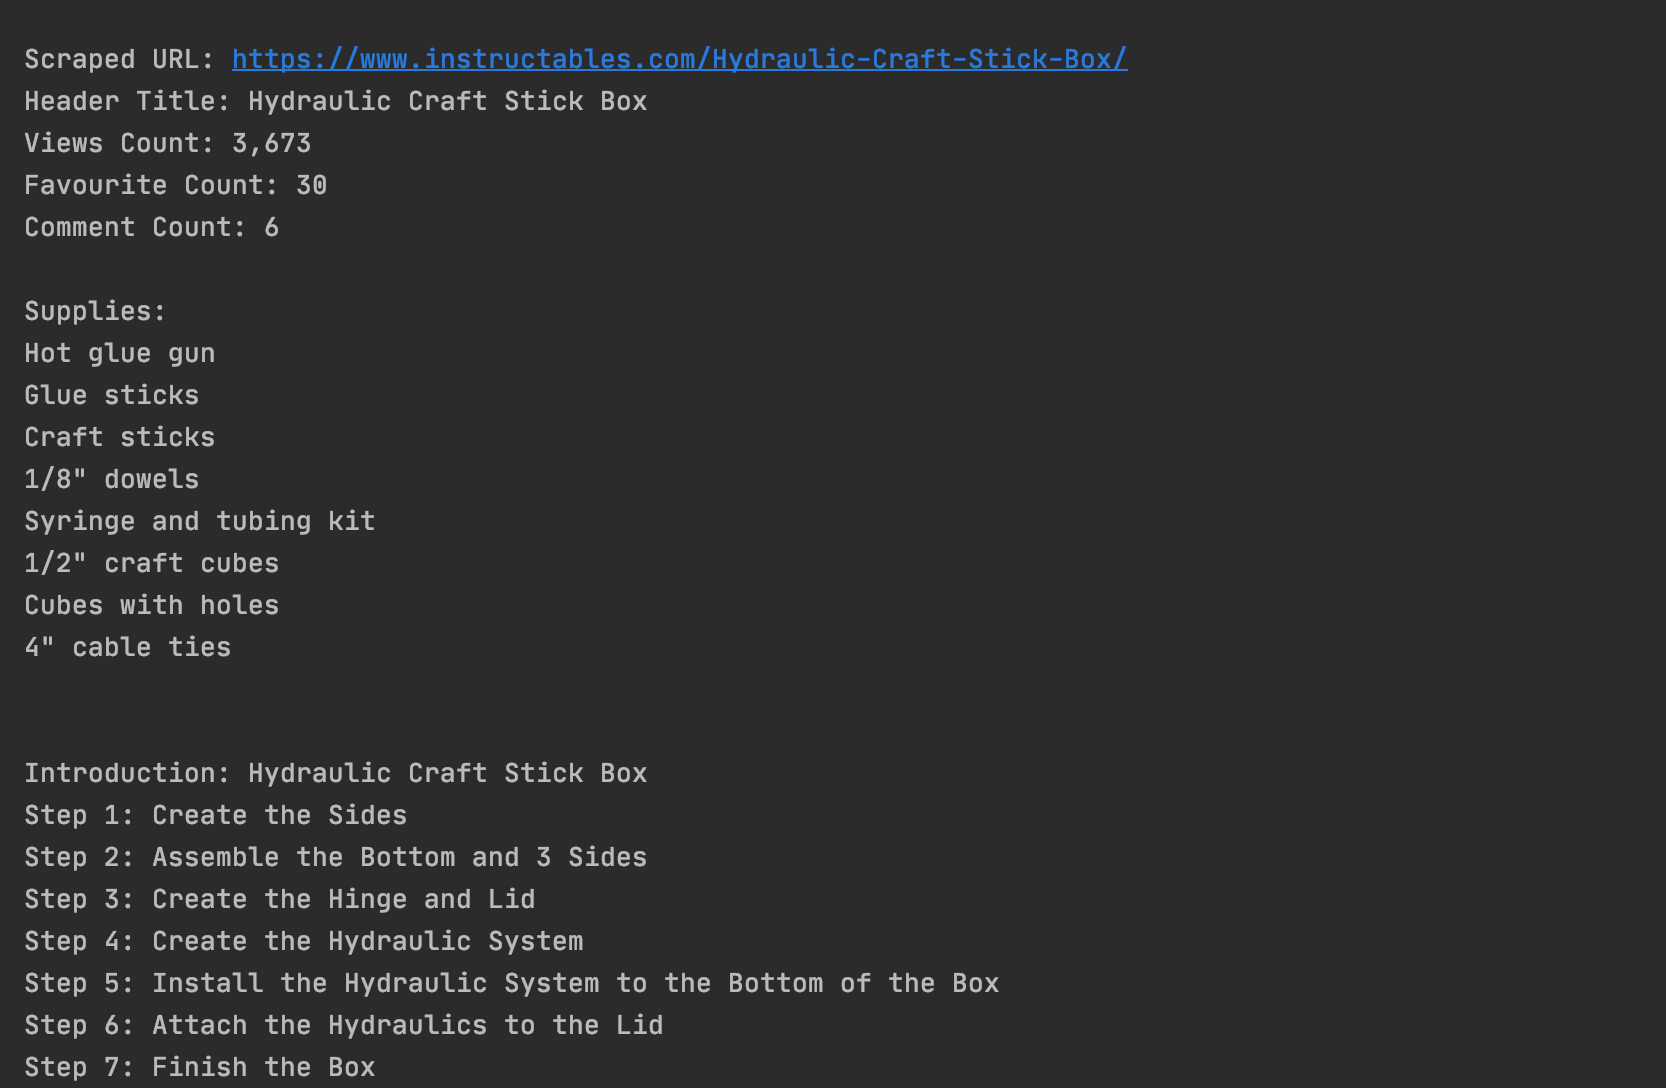 Scraped URL: https://www.instructables.com/Hydraulic-Craft-Stick-Box/
Header Title: Hydraulic Craft Stick Box
Views Count: 3,673
Favourite Count: 30
Comment Count: 6
Supplies:
Hot glue gun
Glue sticks
Craft sticks
1/8" dowels
Syringe and tubing kit
1/2" craft cubes
Cubes with holes
4" cable ties
Introduction: Hydraulic Craft Stick Box
Step 1: Create the Sides
Step 2: Assemble the Bottom and 3 Sides
Step 3: Create the Hinge and Lid
Step 4: Create the Hydraulic System
Step 5: Install the Hydraulic System to the Bottom of the Box
Step 6: Attach the Hydraulics to the Lid
Step 7: Finish the Box